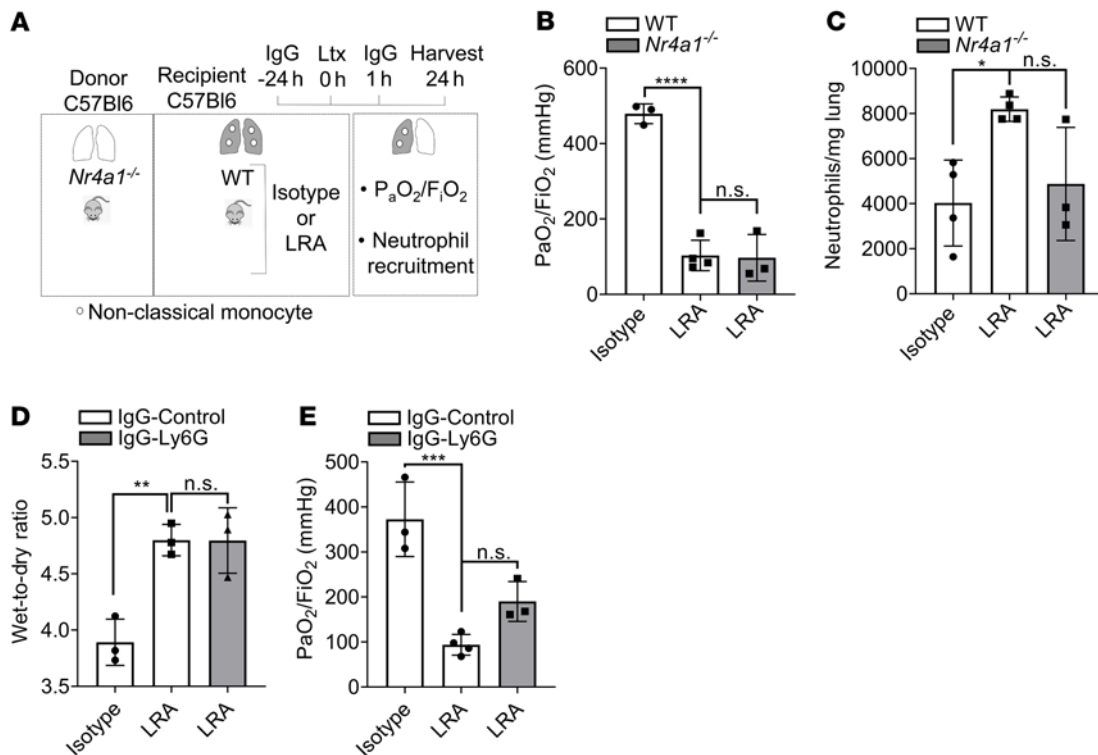 A
IgG Ltx IgG Harvest
-24 h 0 h 1 h 24 h
Donor
C57Bl6
Recipient
C57Bl6
Nr4a1-/-
WT
Isotype
or
LRA
• PaO2/FiO2
• Neutrophil
recruitment
○ Non-classical monocyte
B
WT
Nr4a1-/-
PaO2/FiO2 (mmHg)
600
400
200
0
****
n.s.
Isotype
LRA
LRA
C
WT
Nr4a1-/-
Neutrophils/mg lung
10000
8000
6000
4000
2000
0
*
n.s.
Isotype
LRA
LRA
D
IgG-Control
IgG-Ly6G
Wet-to-dry ratio
5.5
5.0
4.5
4.0
3.5
**
n.s.
Isotype
LRA
LRA
E
IgG-Control
IgG-Ly6G
PaO2/FiO2 (mmHg)
500
400
300
200
100
0
***
n.s.
Isotype
LRA
LRA